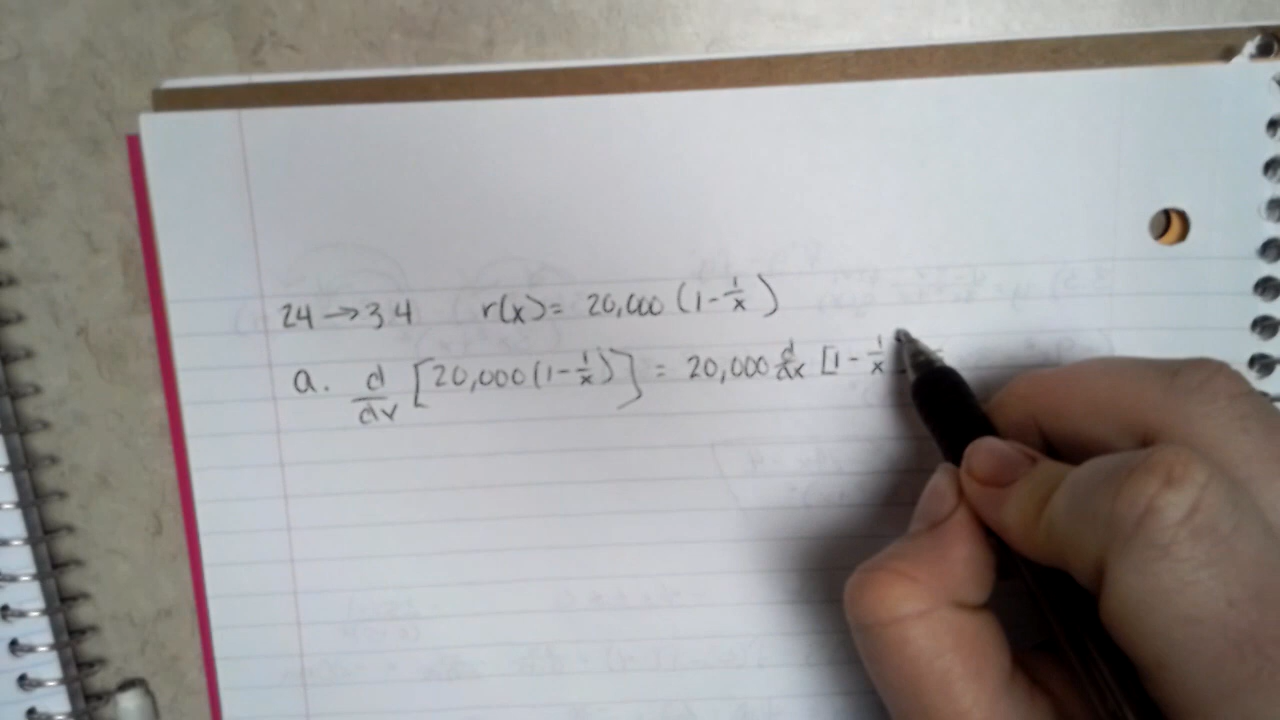 24 → 34 r(x) = 20,000 (1 - 1/x)
a. d/dx [20,000 (1 - 1/x)] = 20,000 d/dx [1 - 1/x] =